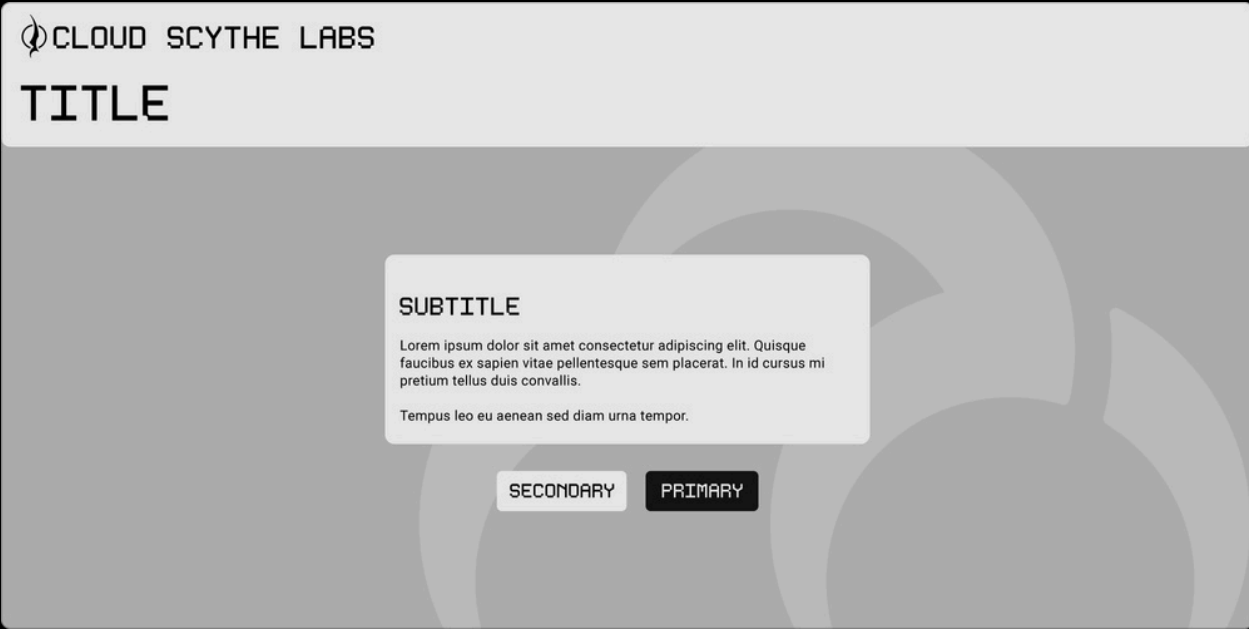 CLOUD SCYTHE LABS
TITLE
SUBTITLE
Lorem ipsum dolor sit amet consectetur adipiscing elit. Quisque
faucibus ex sapien vitae pellentesque sem placerat. In id cursus mi
pretium tellus duis convallis.
Tempus leo eu aenean sed diam urna tempor.
SECONDARY
PRIMARY